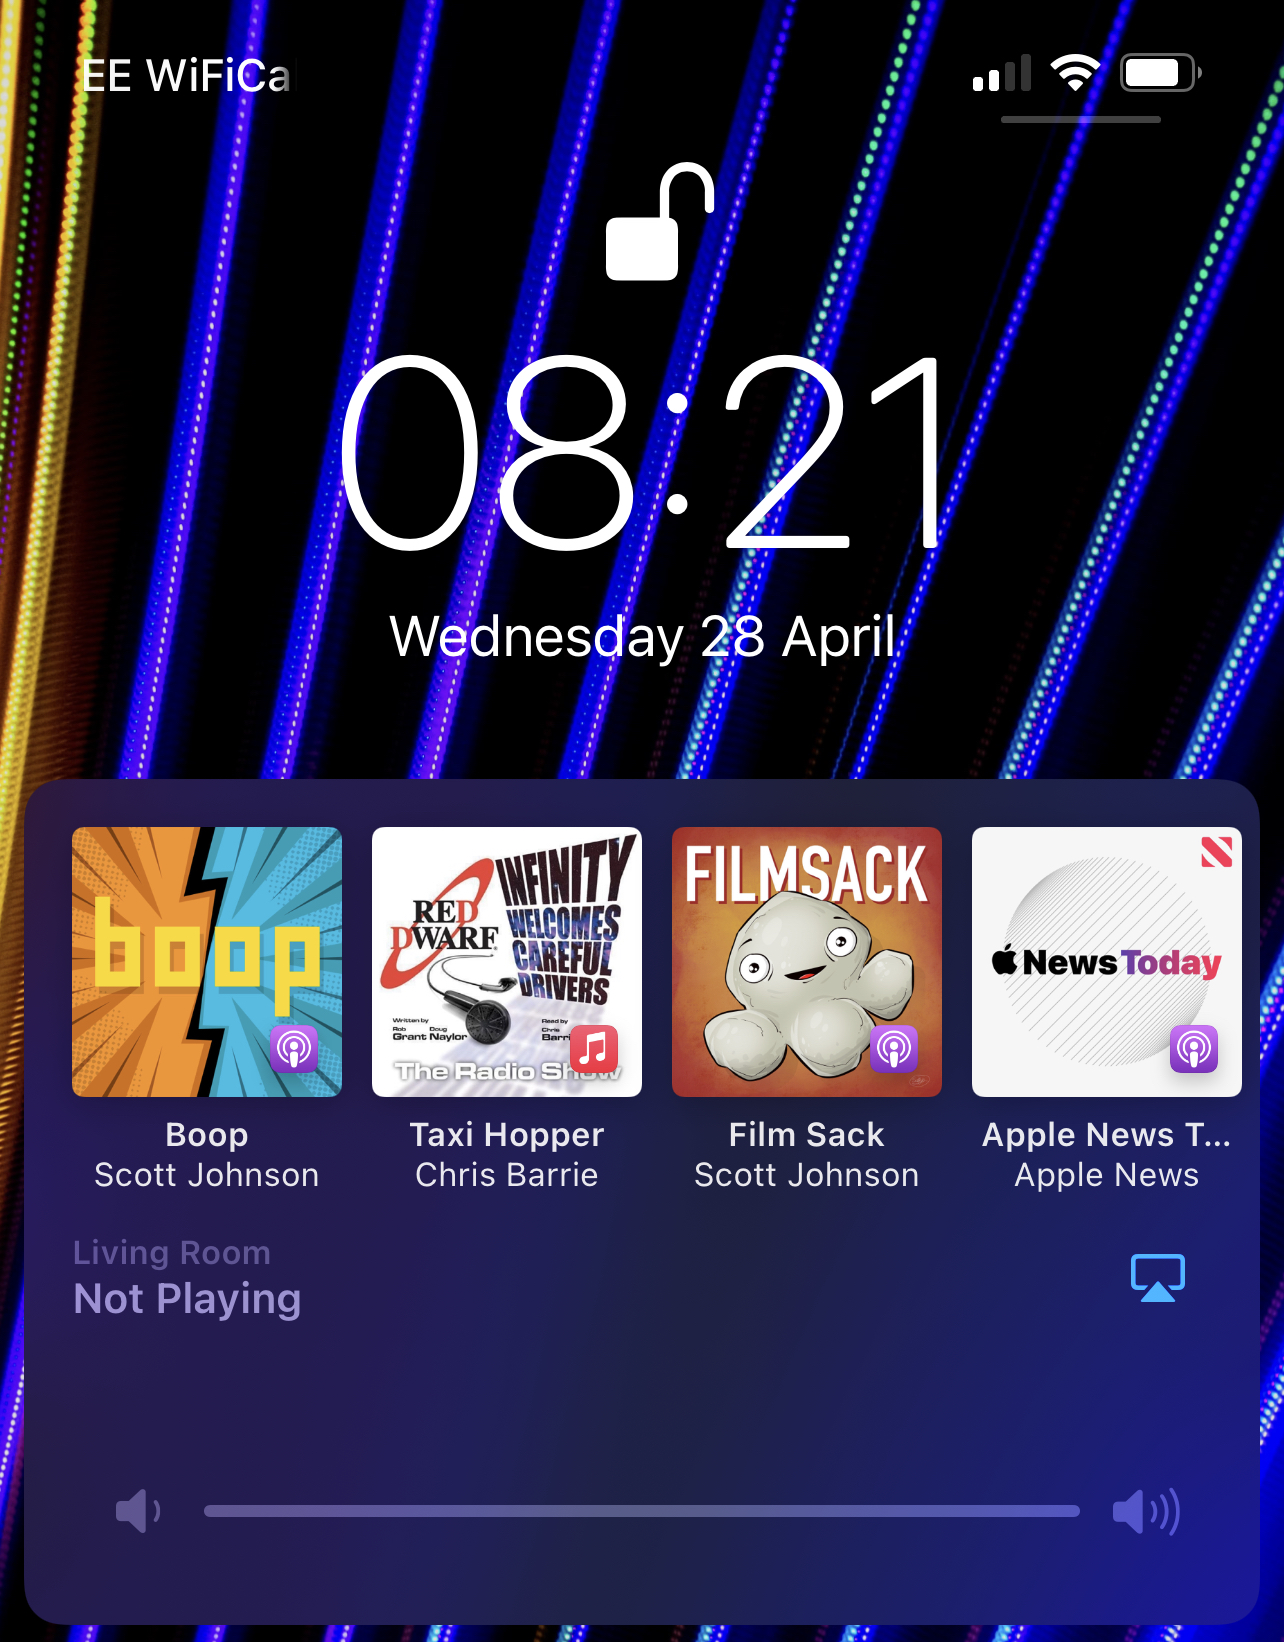 EE WiFiCa
08:21
Wednesday 28 April
boop
RED
DWARF
INFINITY
WELCOMES
CAREFUL
DRIVERS
Written by
Rob Doug
Grant Naylor
Read by
Chris
Barri
The Radio Show
FILMSACK
News Today
Boop
Scott Johnson
Taxi Hopper
Chris Barrie
Film Sack
Scott Johnson
Apple News T...
Apple News
Living Room
Not Playing